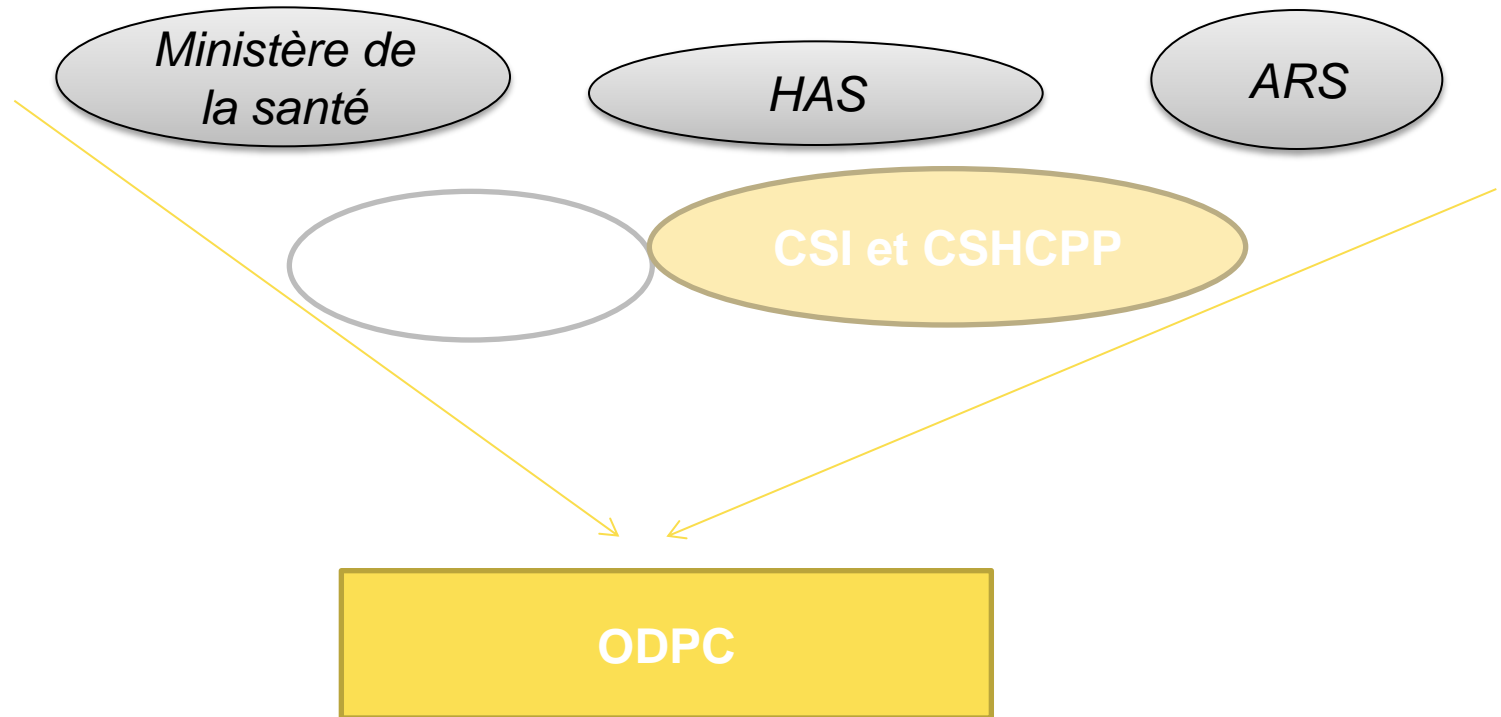 Ministère de
la santé
HAS
ARS
CSI et CSHCPP
ODPC